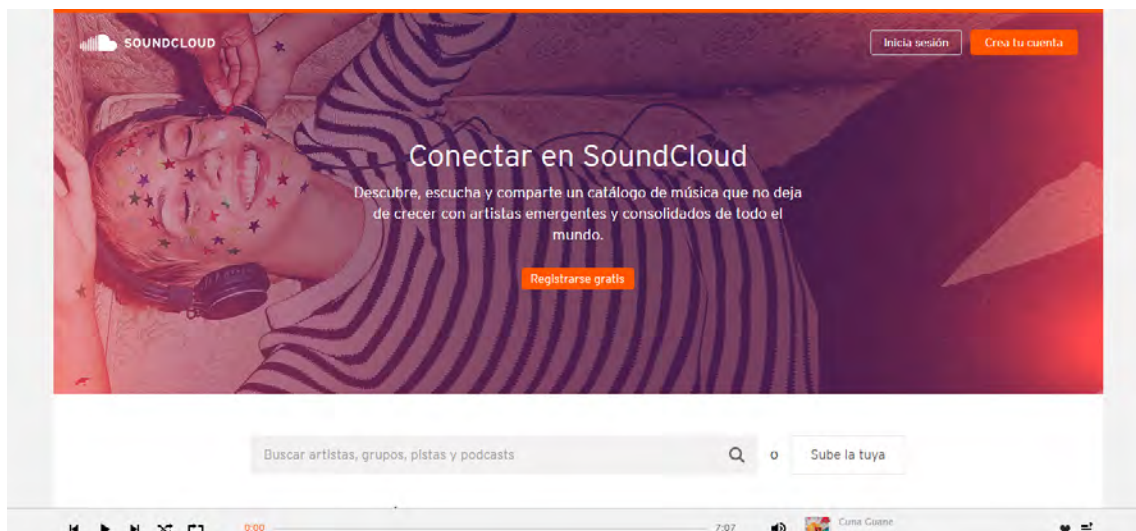 SOUNDCLOUD
Inicia sesión
Crea tu cuenta
Conectar en SoundCloud
Descubre, escucha y comparte un catálogo de música que no deja
de crecer con artistas emergentes y consolidados de todo el
mundo.
Registrarse gratis
Buscar artistas, grupos, pistas y podcasts
o
Sube la tuya
0:00
7:07
Cuna Guane